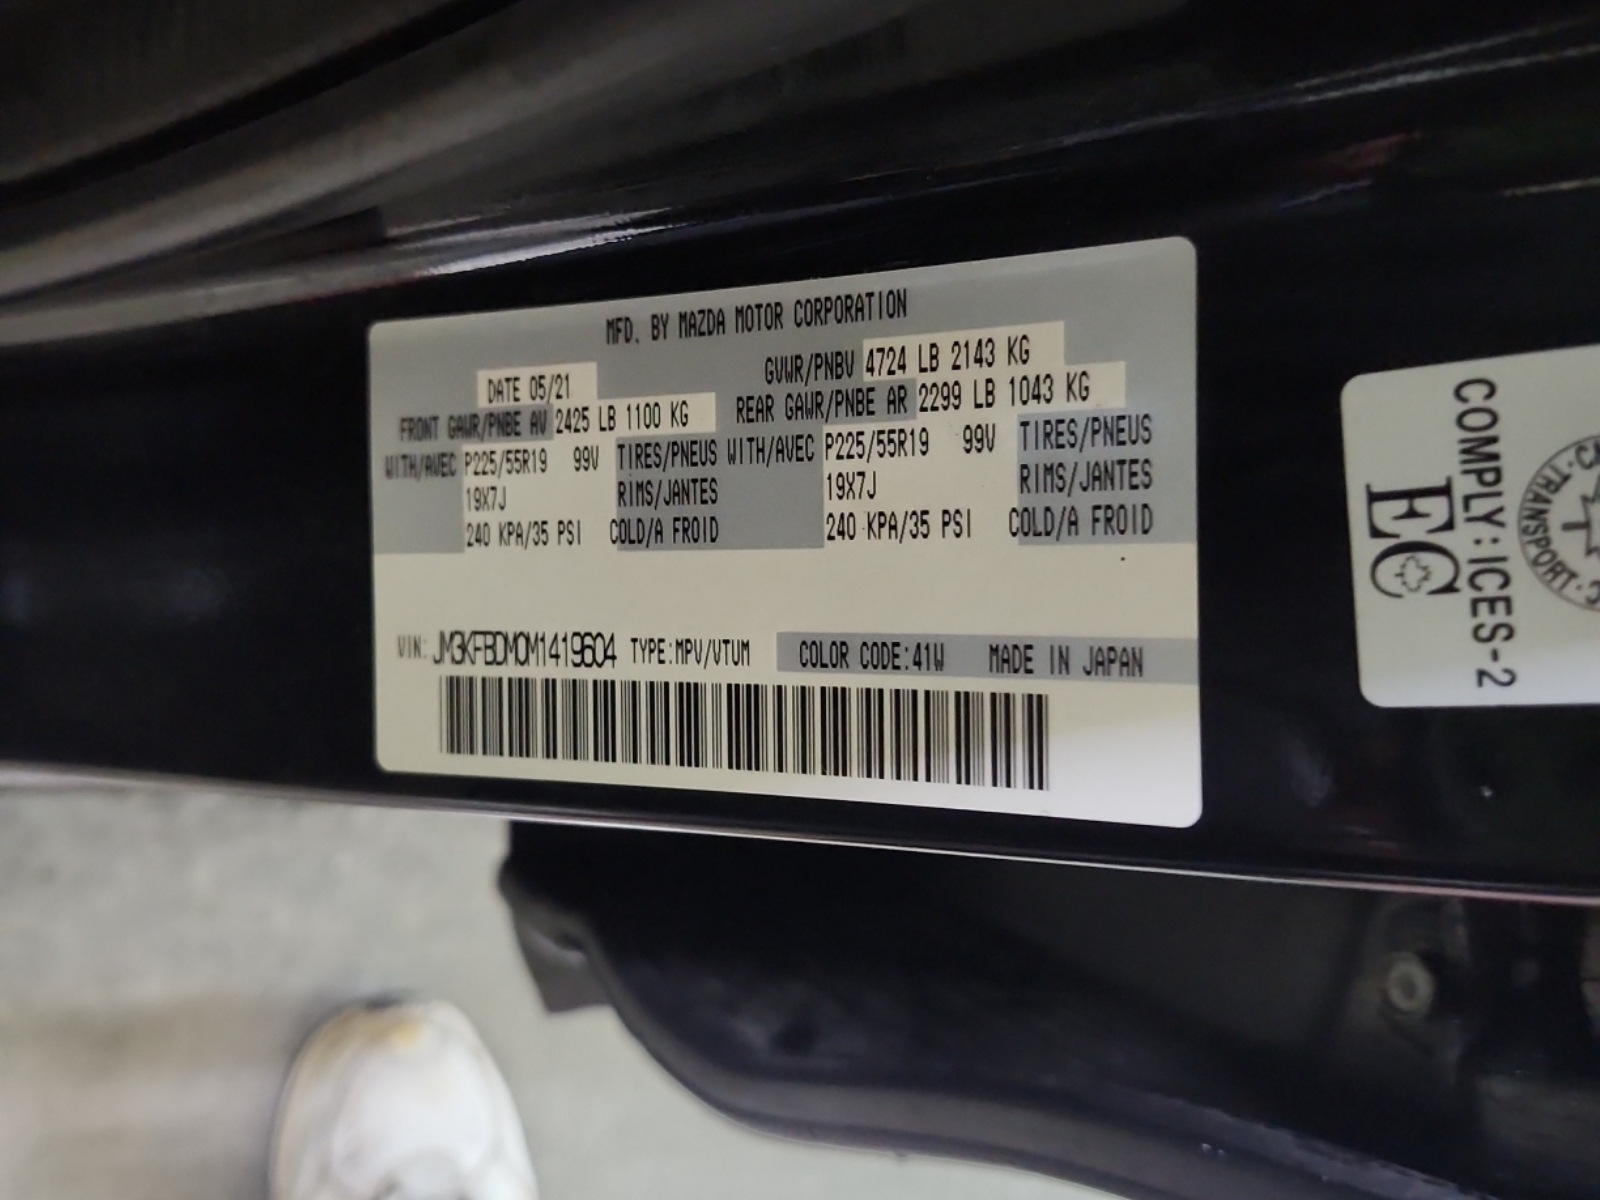 MFD. BY MAZDA MOTOR CORPORATION
DATE 05/21 GVWR/PNBV 4724 LB 2143 KG
FRONT GAWR/PNBE AV 2425 LB 1100 KG REAR GAWR/PNBE AR 2299 LB 1043 KG
WITH/AVEC P225/55R19 99V TIRES/PNEUS WITH/AVEC P225/55R19 99V TIRES/PNEUS
19X7J RIMS/JANTES 19X7J RIMS/JANTES
240 KPA/35 PSI COLD/A FROID 240 KPA/35 PSI COLD/A FROID
VIN: JM3KFBDM0M1419604 TYPE:MPV/VTUM COLOR CODE:41W MADE IN JAPAN
COMPLY:ICES-2
EC
TRANSPORT